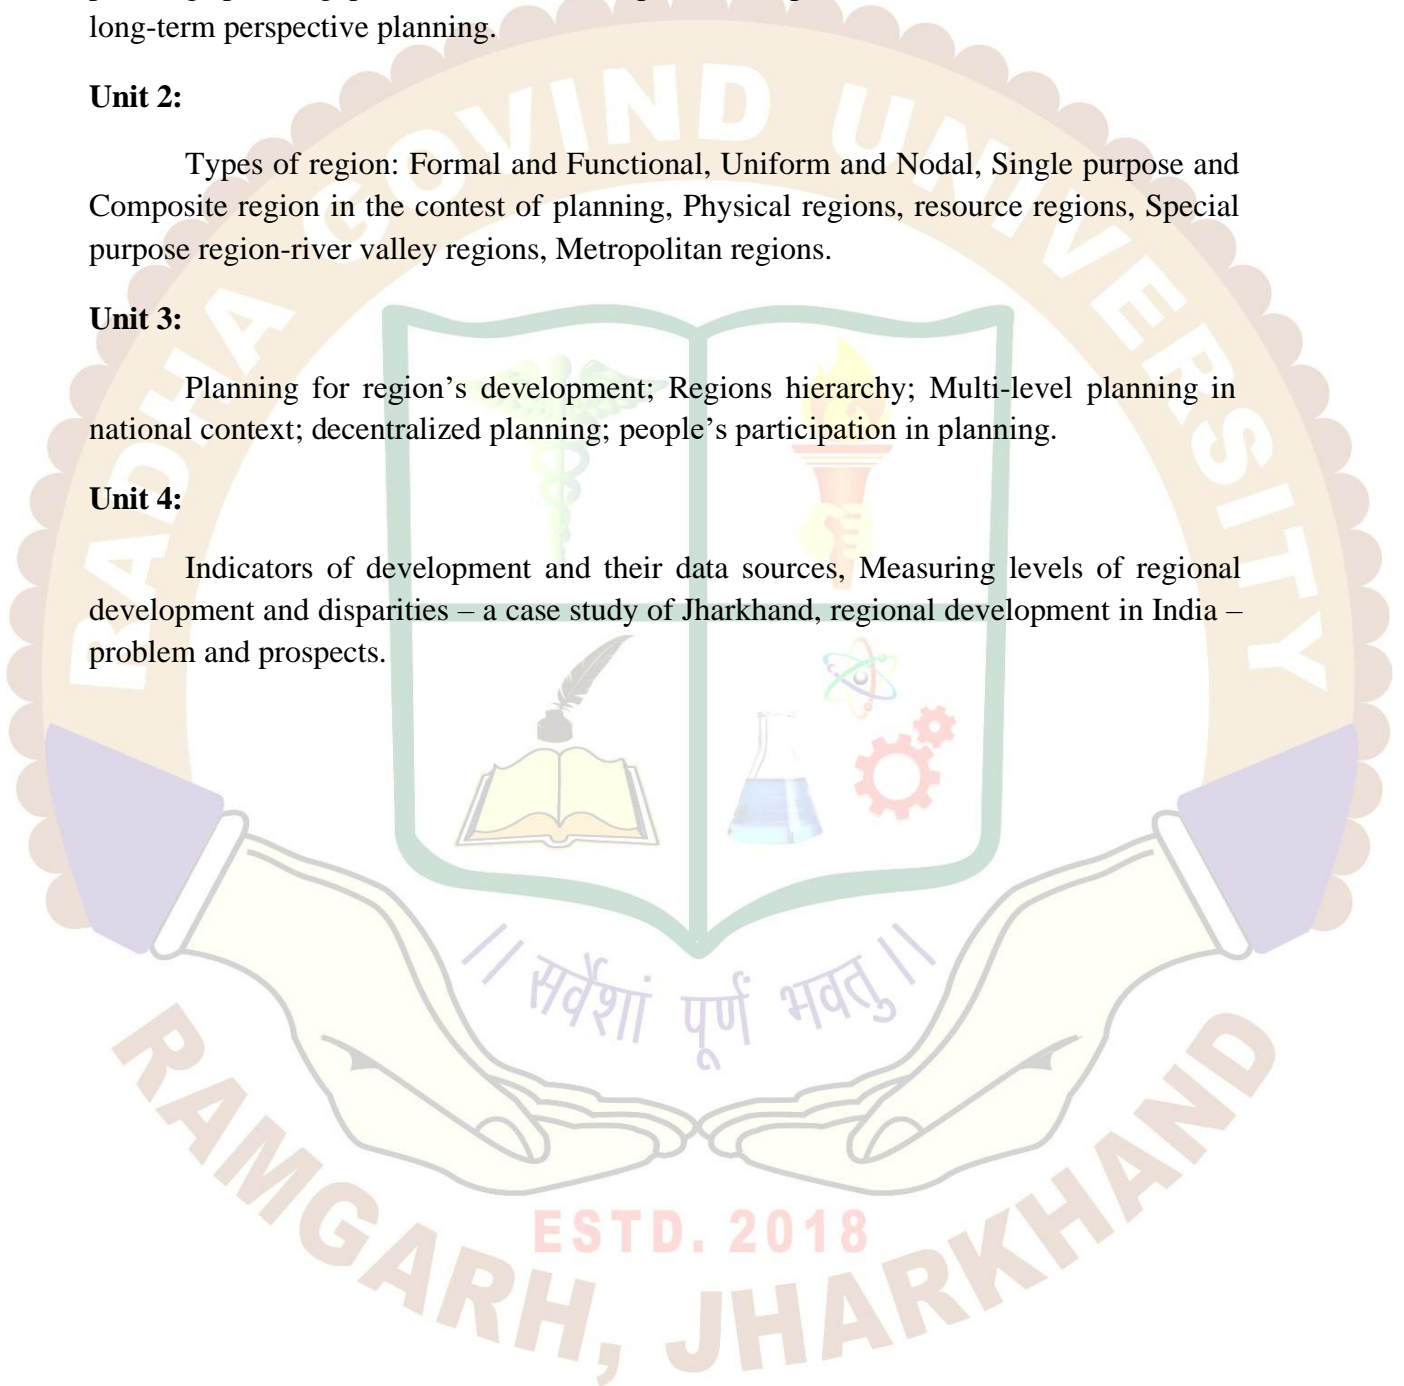 long-term perspective planning.
Unit 2:
Types of region: Formal and Functional, Uniform and Nodal, Single purpose and
Composite region in the contest of planning, Physical regions, resource regions, Special
purpose region-river valley regions, Metropolitan regions.
Unit 3:
Planning for region’s development; Regions hierarchy; Multi-level planning in
national context; decentralized planning; people’s participation in planning.
Unit 4:
Indicators of development and their data sources, Measuring levels of regional
development and disparities – a case study of Jharkhand, regional development in India –
problem and prospects.
RADHA GOVIND UNIVERSITY
|| सर्वेशां पूर्ण भवतु ||
ESTD. 2018
RAMGARH, JHARKHAND